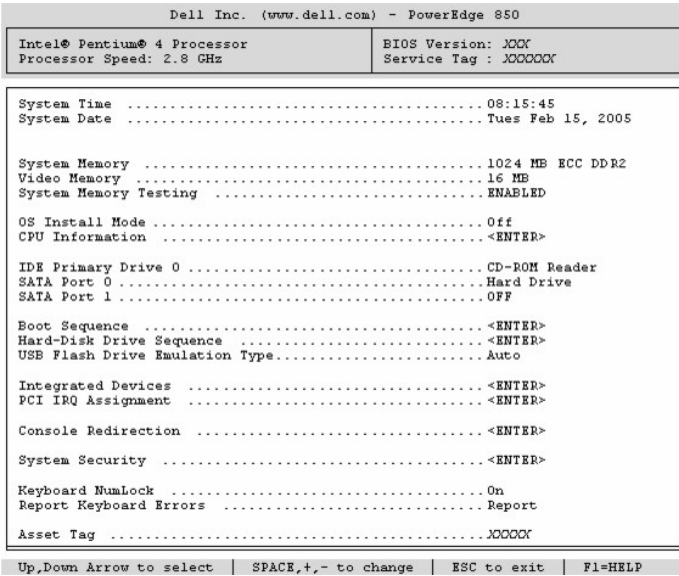 Dell Inc. (www.dell.com) - PowerEdge 850
Intel® Pentium® 4 Processor
Processor Speed: 2.8 GHz
BIOS Version: XXX
Service Tag : XXXXXX
System Time ........................................ 08:15:45
System Date ........................................ Tues Feb 15, 2005
System Memory ...................................... 1024 MB ECC DDR2
Video Memory ....................................... 16 MB
System Memory Testing .............................. ENABLED
OS Install Mode ..................................... Off
CPU Information .................................... <ENTER>
IDE Primary Drive 0 ................................. CD-ROM Reader
SATA Port 0 ......................................... Hard Drive
SATA Port 1 ......................................... OFF
Boot Sequence ...................................... <ENTER>
Hard-Disk Drive Sequence ........................... <ENTER>
USB Flash Drive Emulation Type....................... Auto
Integrated Devices ................................. <ENTER>
PCI IRQ Assignment ................................. <ENTER>
Console Redirection ................................ <ENTER>
System Security .................................... <ENTER>
Keyboard NumLock ................................... On
Report Keyboard Errors ............................. Report
Asset Tag .......................................... XXXXX
Up,Down Arrow to select | SPACE,+,- to change | ESC to exit | F1=HELP